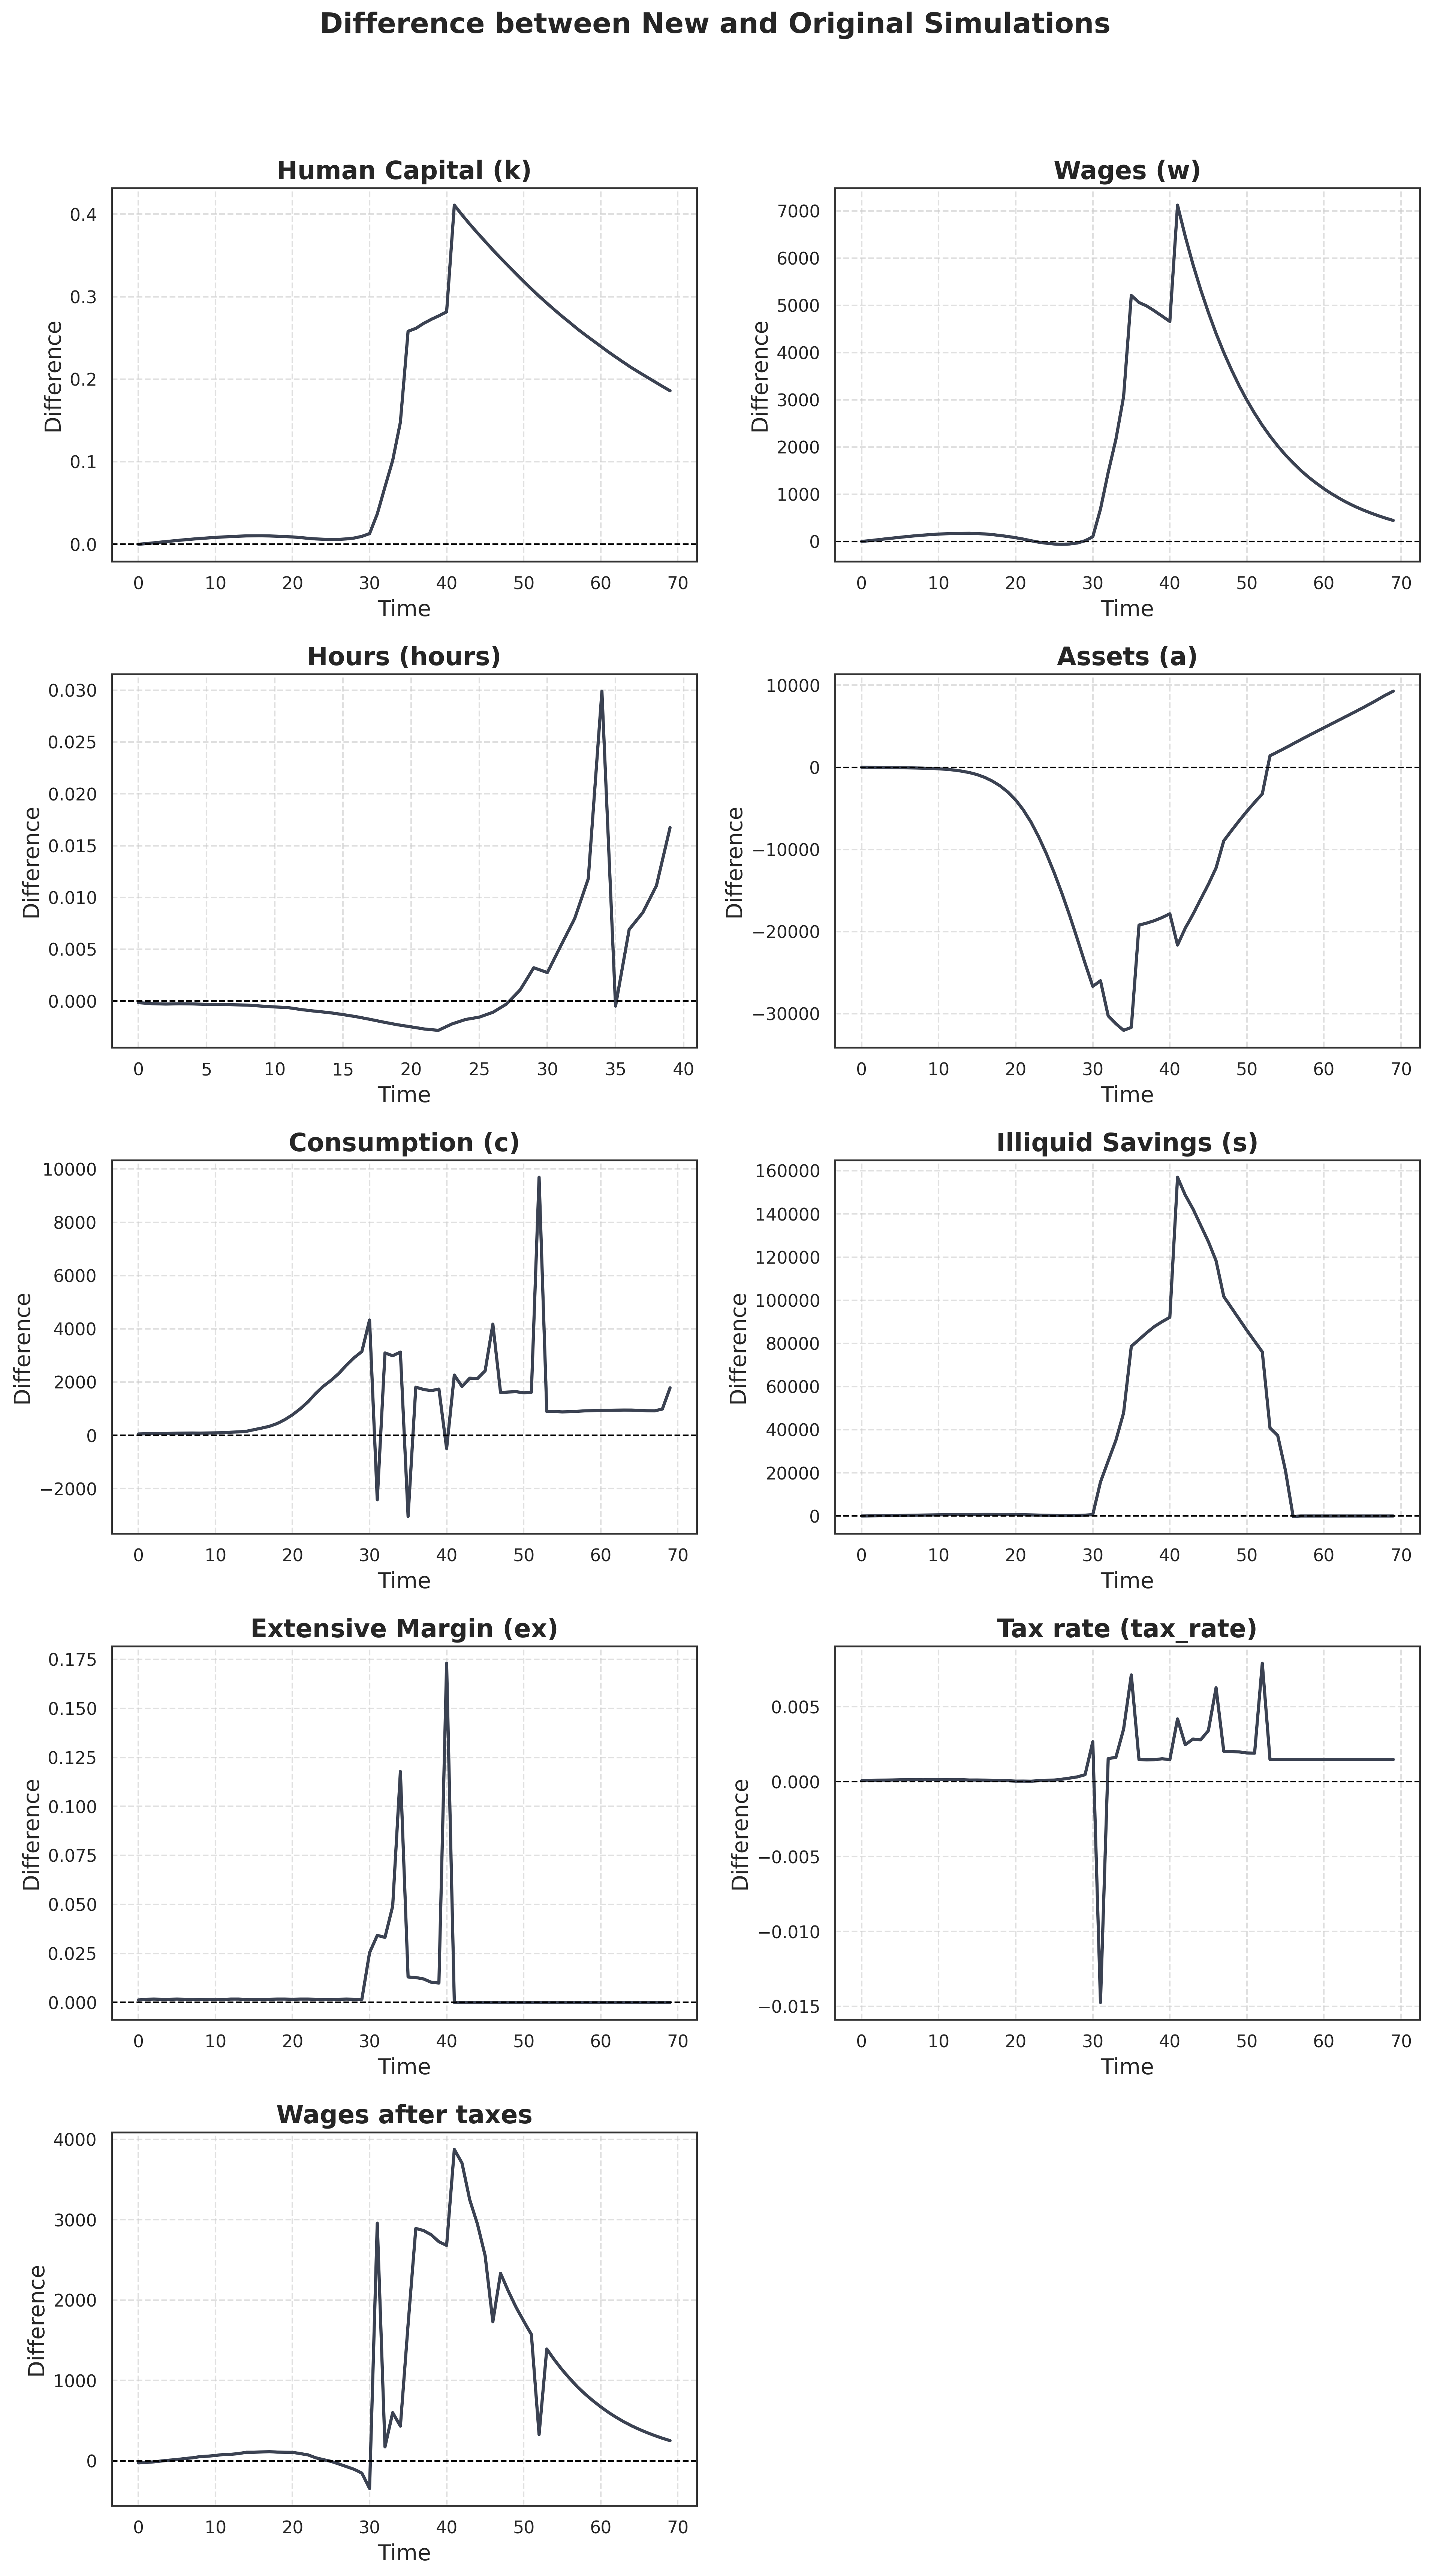 Difference between New and Original Simulations
Human Capital (k)
Difference
0.4
0.3
0.2
0.1
0.0
0 10 20 30 40 50 60 70
Time
Wages (w)
Difference
7000
6000
5000
4000
3000
2000
1000
0
0 10 20 30 40 50 60 70
Time
Hours (hours)
Difference
0.030
0.025
0.020
0.015
0.010
0.005
0.000
0 5 10 15 20 25 30 35 40
Time
Assets (a)
Difference
10000
0
−10000
−20000
−30000
0 10 20 30 40 50 60 70
Time
Consumption (c)
Difference
10000
8000
6000
4000
2000
0
−2000
0 10 20 30 40 50 60 70
Time
Illiquid Savings (s)
Difference
160000
140000
120000
100000
80000
60000
40000
20000
0
0 10 20 30 40 50 60 70
Time
Extensive Margin (ex)
Difference
0.175
0.150
0.125
0.100
0.075
0.050
0.025
0.000
0 10 20 30 40 50 60 70
Time
Tax rate (tax_rate)
Difference
0.005
0.000
−0.005
−0.010
−0.015
0 10 20 30 40 50 60 70
Time
Wages after taxes
Difference
4000
3000
2000
1000
0
0 10 20 30 40 50 60 70
Time